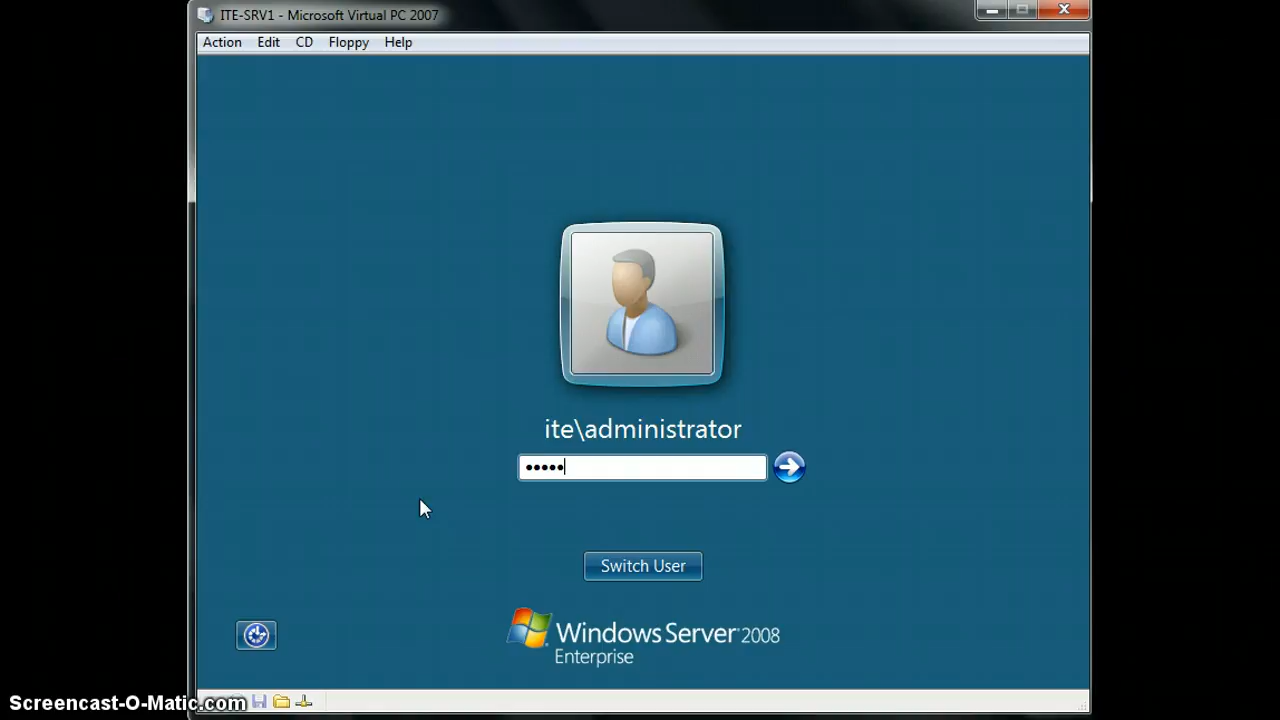 ITE-SRV1 - Microsoft Virtual PC 2007
Action Edit CD Floppy Help
ite\administrator
•••••
Switch User
Windows Server 2008
Enterprise
Screencast-O-Matic.com